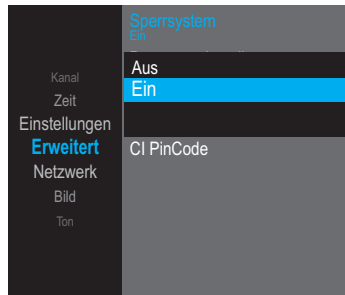 Kanal
Zeit
Einstellungen
Erweitert
Netzwerk
Bild
Ton
Sperrsystem
Ein
Aus
Ein
CI PinCode